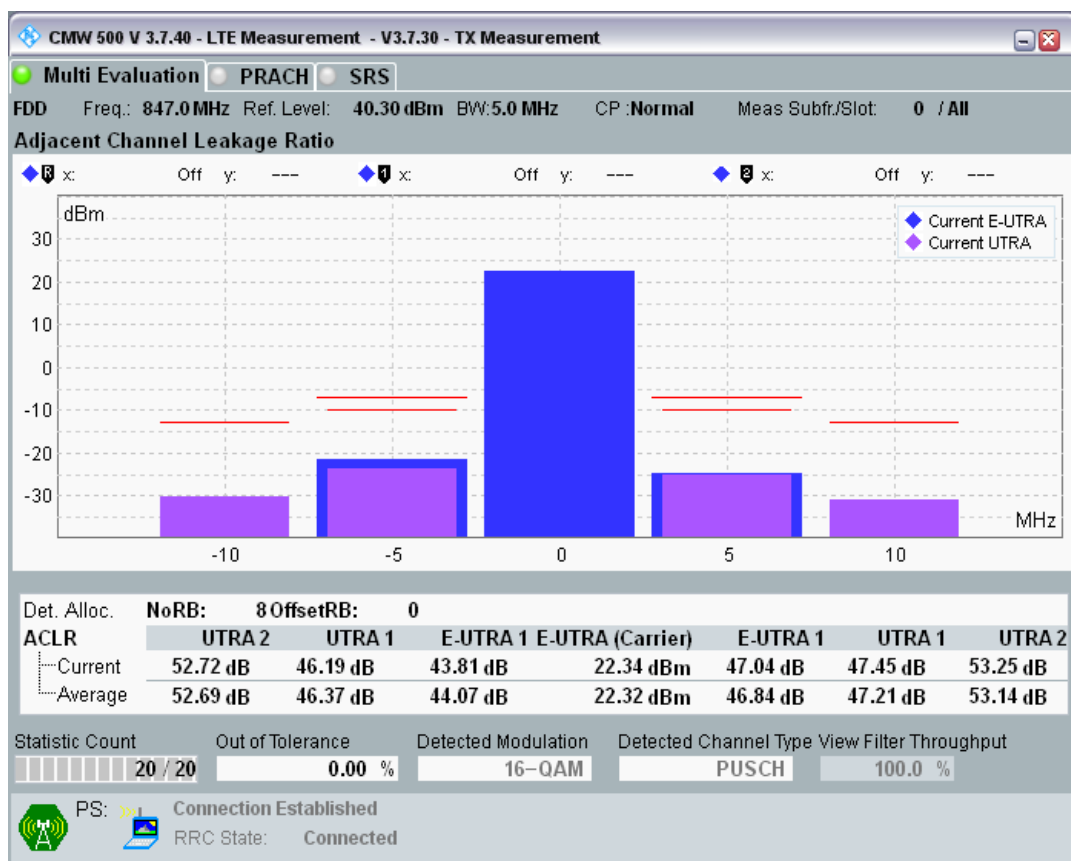 CMW 500 V 3.7.40 - LTE Measurement - V3.7.30 - TX Measurement
Multi Evaluation PRACH SRS
FDD Freq.: 847.0 MHz Ref. Level: 40.30 dBm BW:5.0 MHz CP :Normal Meas Subfr./Slot: 0 / All
Adjacent Channel Leakage Ratio
R x: Off y: --- 1 x: Off y: --- 2 x: Off y: ---
dBm
Current E-UTRA
Current UTRA
30
20
10
0
-10
-20
-30
MHz
-10 -5 0 5 10
Det. Alloc. NoRB: 8 OffsetRB: 0
ACLR UTRA 2 UTRA 1 E-UTRA 1 E-UTRA (Carrier) E-UTRA 1 UTRA 1 UTRA 2
Current 52.72 dB 46.19 dB 43.81 dB 22.34 dBm 47.04 dB 47.45 dB 53.25 dB
Average 52.69 dB 46.37 dB 44.07 dB 22.32 dBm 46.84 dB 47.21 dB 53.14 dB
Statistic Count Out of Tolerance Detected Modulation Detected Channel Type View Filter Throughput
20 / 20 0.00 % 16-QAM PUSCH 100.0 %
PS: Connection Established
RRC State: Connected